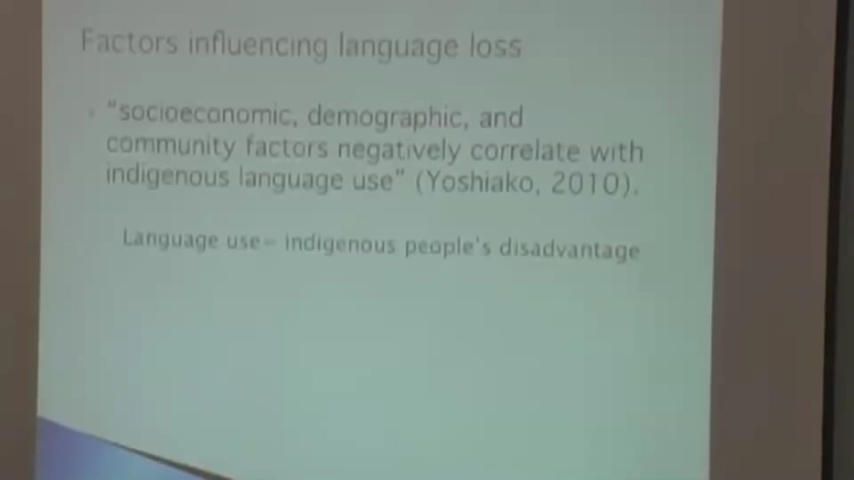 Factors influencing language loss
"socioeconomic, demographic, and
community factors negatively correlate with
indigenous language use" (Yoshiako, 2010).
Language use= indigenous people's disadvantage